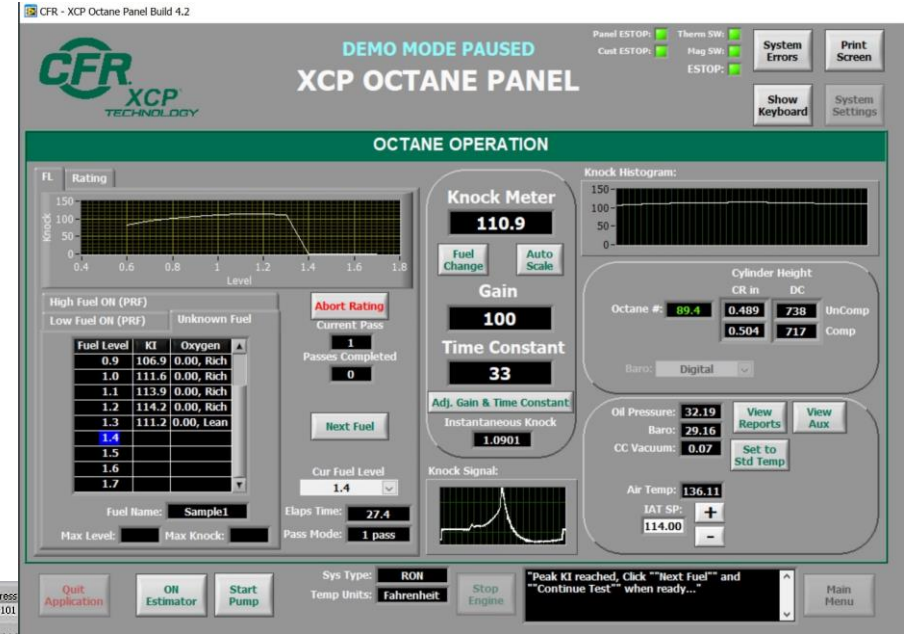 CFR - XCP Octane Panel Build 4.2
CFR
XCP
TECHNOLOGY
DEMO MODE PAUSED
XCP OCTANE PANEL
Panel ESTOP:
Therm SW:
Cust ESTOP:
Mag SW:
ESTOP:
System Errors
Print Screen
Show Keyboard
System Settings
OCTANE OPERATION
FL
Rating
150
100
50
0
Knock
0.4 0.6 0.8 1 1.2 1.4 1.6 1.8
Level
High Fuel ON (PRF)
Low Fuel ON (PRF)
Unknown Fuel
Fuel Level KI Oxygen
0.9 106.9 0.00, Rich
1.0 111.6 0.00, Rich
1.1 113.9 0.00, Rich
1.2 114.2 0.00, Rich
1.3 111.2 0.00, Lean
1.4
1.5
1.6
1.7
Fuel Name: Sample1
Max Level:
Max Knock:
Abort Rating
Current Pass
1
Passes Completed
0
Next Fuel
Cur Fuel Level
1.4
Elaps Time: 27.4
Pass Mode: 1 pass
Knock Meter
110.9
Fuel Change
Auto Scale
Gain
100
Time Constant
33
Adj. Gain & Time Constant
Instantaneous Knock
1.0901
Knock Signal:
Knock Histogram:
150
100
50
0
Cylinder Height
CR in DC
Octane #: 89.4 0.489 738 UnComp
0.504 717 Comp
Baro: Digital
Oil Pressure: 32.19
Baro: 29.16
CC Vacuum: 0.07
View Reports
View Aux
Set to Std Temp
Air Temp: 136.11
IAT SP:
114.00
+
-
Quit Application
ON Estimator
Start Pump
Sys Type: RON
Temp Units: Fahrenheit
Stop Engine
"Peak KI reached, Click ""Next Fuel"" and
""Continue Test"" when ready..."
Main Menu
ress
101